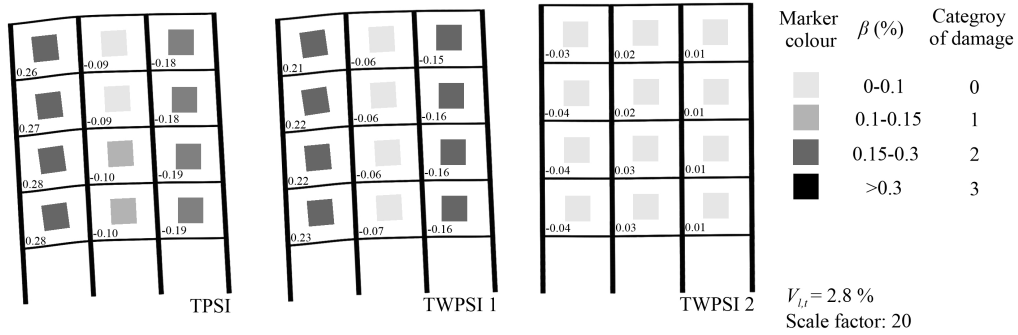 Marker colour
β (%)
Categroy of damage
0-0.1 0
0.1-0.15 1
0.15-0.3 2
>0.3 3
0.26 -0.09 -0.18
0.27 -0.09 -0.18
0.28 -0.10 -0.19
0.28 -0.10 -0.19
TPSI
0.21 -0.06 -0.15
0.22 -0.06 -0.16
0.22 -0.06 -0.16
0.23 -0.07 -0.16
TWPSI 1
-0.03 0.02 0.01
-0.04 0.02 0.01
-0.04 0.03 0.01
-0.04 0.03 0.01
TWPSI 2
V l,t = 2.8 %
Scale factor: 20